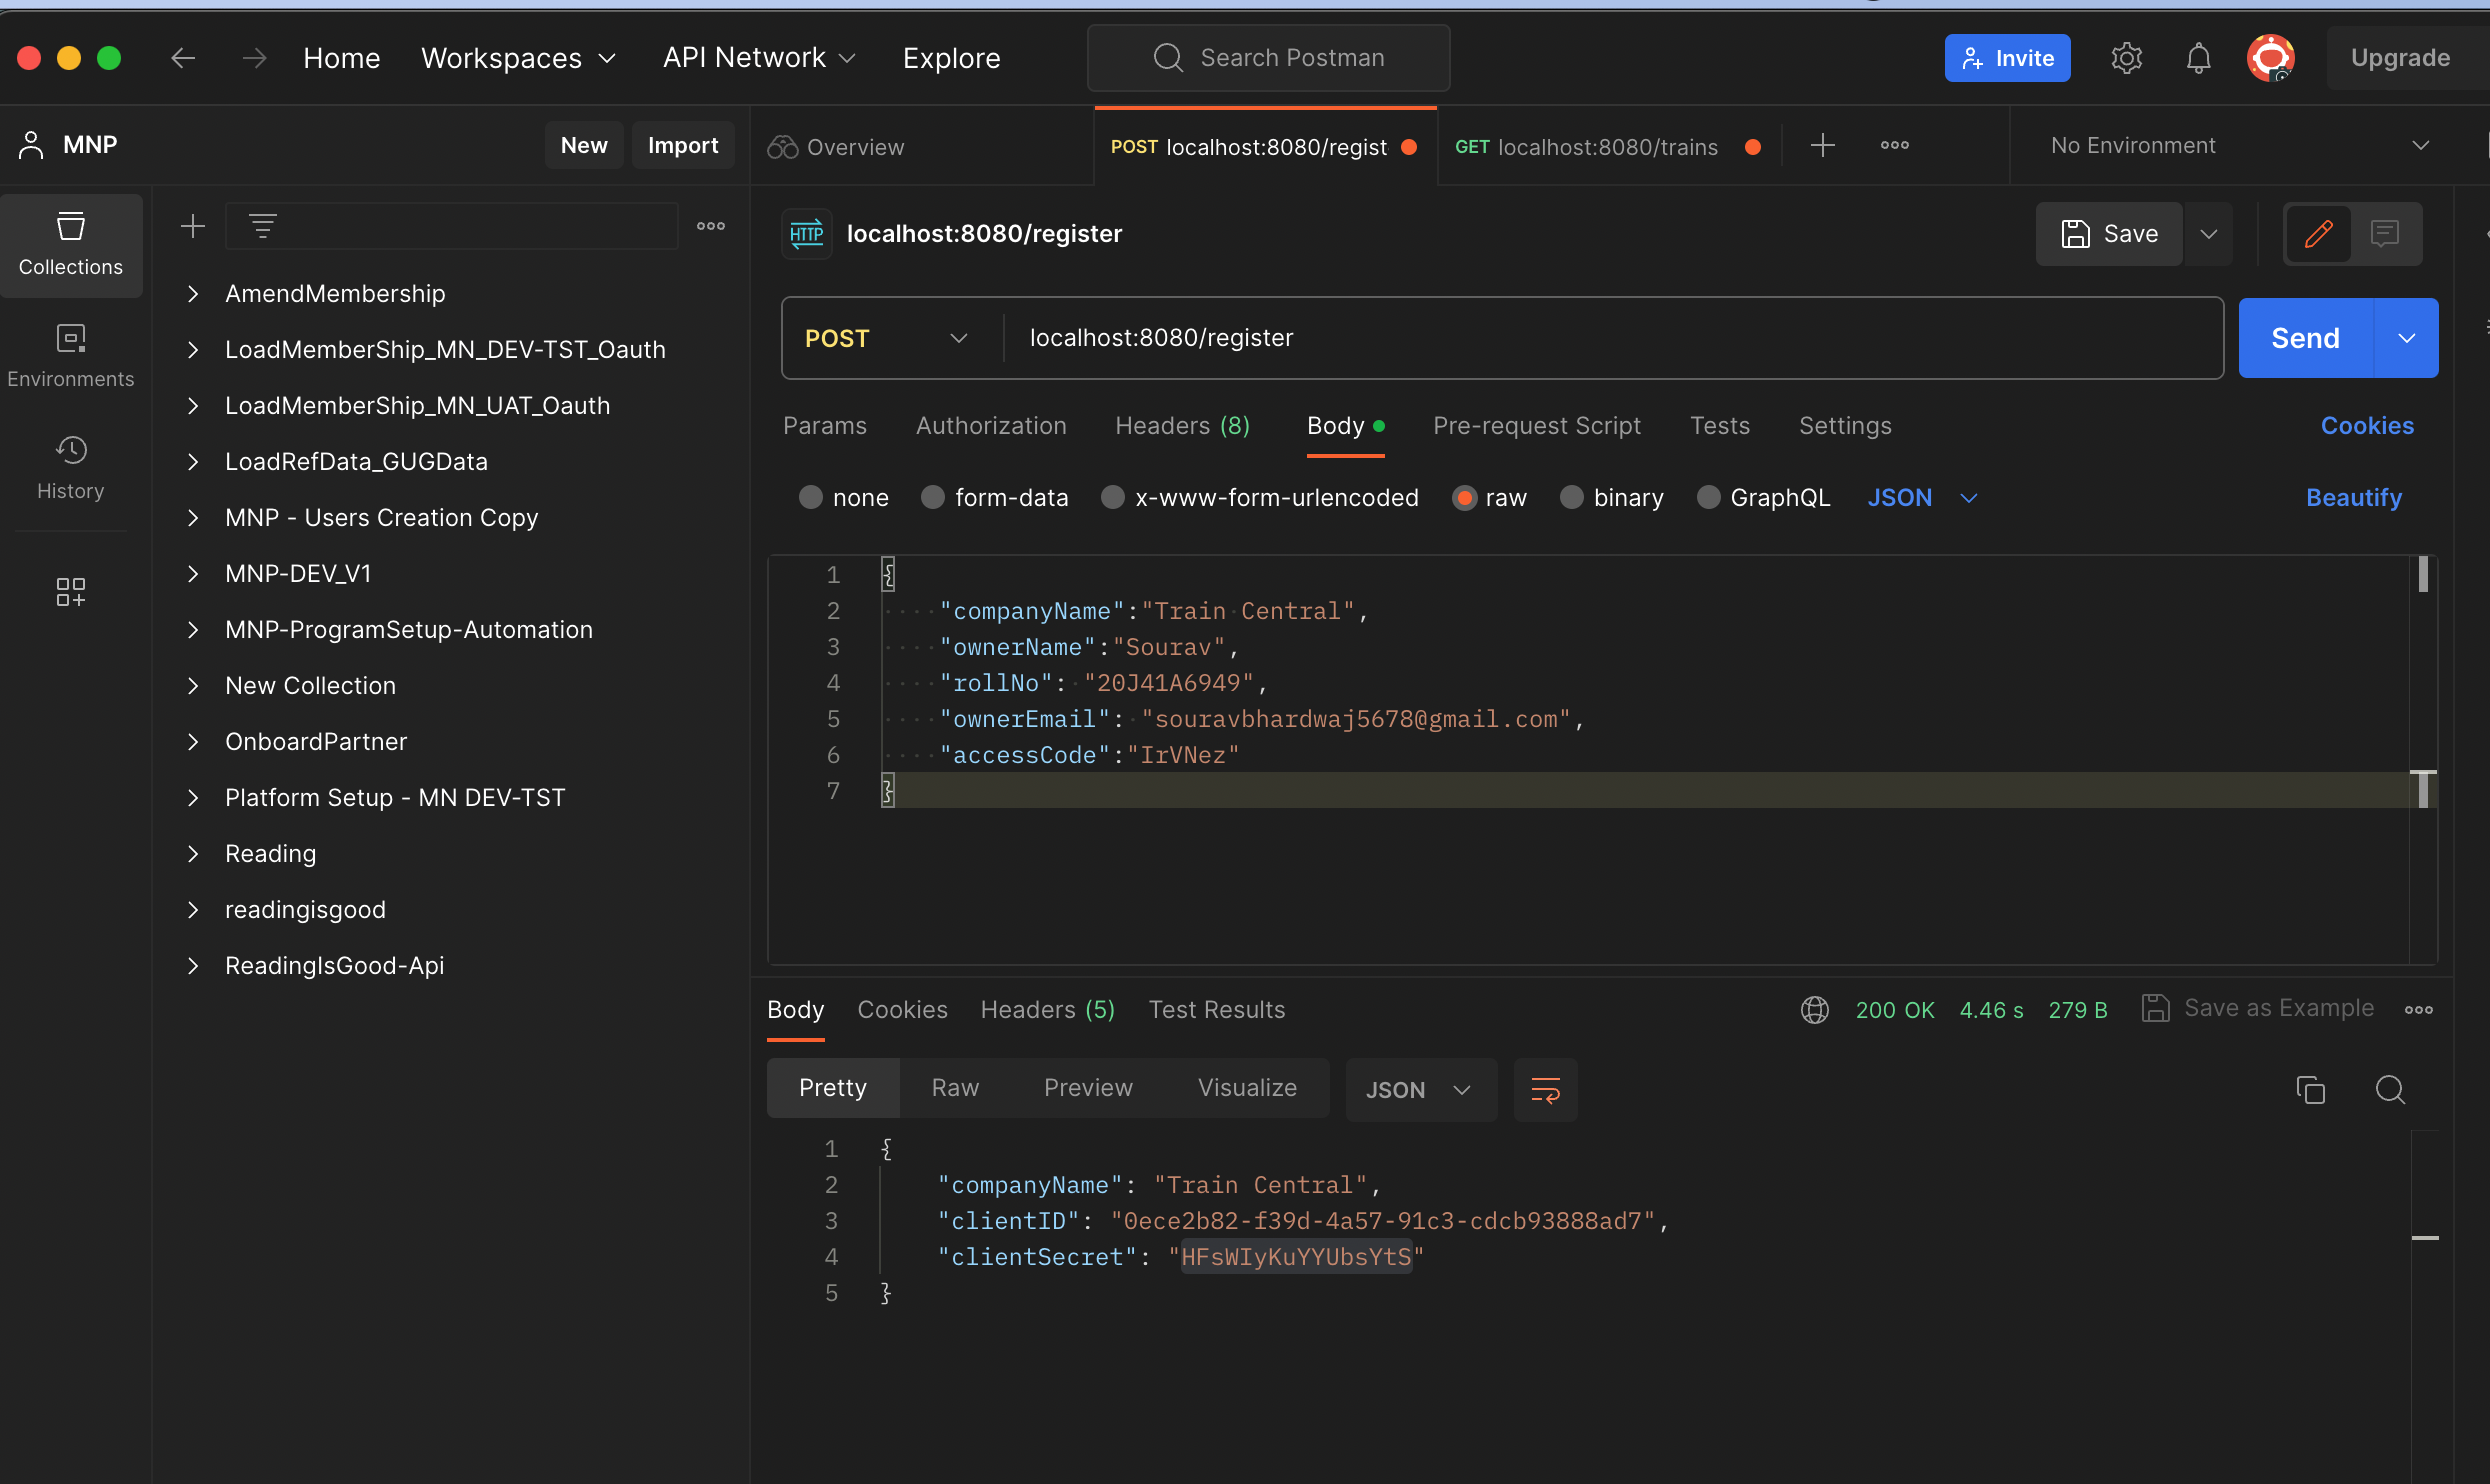 Home Workspaces API Network Explore Search Postman Invite Upgrade
MNP New Import Overview POST localhost:8080/regist GET localhost:8080/trains No Environment
Collections
Environments
History
AmendMembership
LoadMemberShip_MN_DEV-TST_Oauth
LoadMemberShip_MN_UAT_Oauth
LoadRefData_GUGData
MNP - Users Creation Copy
MNP-DEV_V1
MNP-ProgramSetup-Automation
New Collection
OnboardPartner
Platform Setup - MN DEV-TST
Reading
readingisgood
ReadingIsGood-Api
HTTP localhost:8080/register Save
POST localhost:8080/register Send
Params Authorization Headers (8) Body Pre-request Script Tests Settings Cookies
none form-data x-www-form-urlencoded raw binary GraphQL JSON Beautify
1 {
2 "companyName":"Train Central",
3 "ownerName":"Sourav",
4 "rollNo": "20J41A6949",
5 "ownerEmail": "souravbhardwaj5678@gmail.com",
6 "accessCode":"IrVNez"
7 }
Body Cookies Headers (5) Test Results 200 OK 4.46 s 279 B Save as Example
Pretty Raw Preview Visualize JSON
1 {
2 "companyName": "Train Central",
3 "clientID": "0ece2b82-f39d-4a57-91c3-cdcb93888ad7",
4 "clientSecret": "HFsWIyKuYYUbsYtS"
5 }